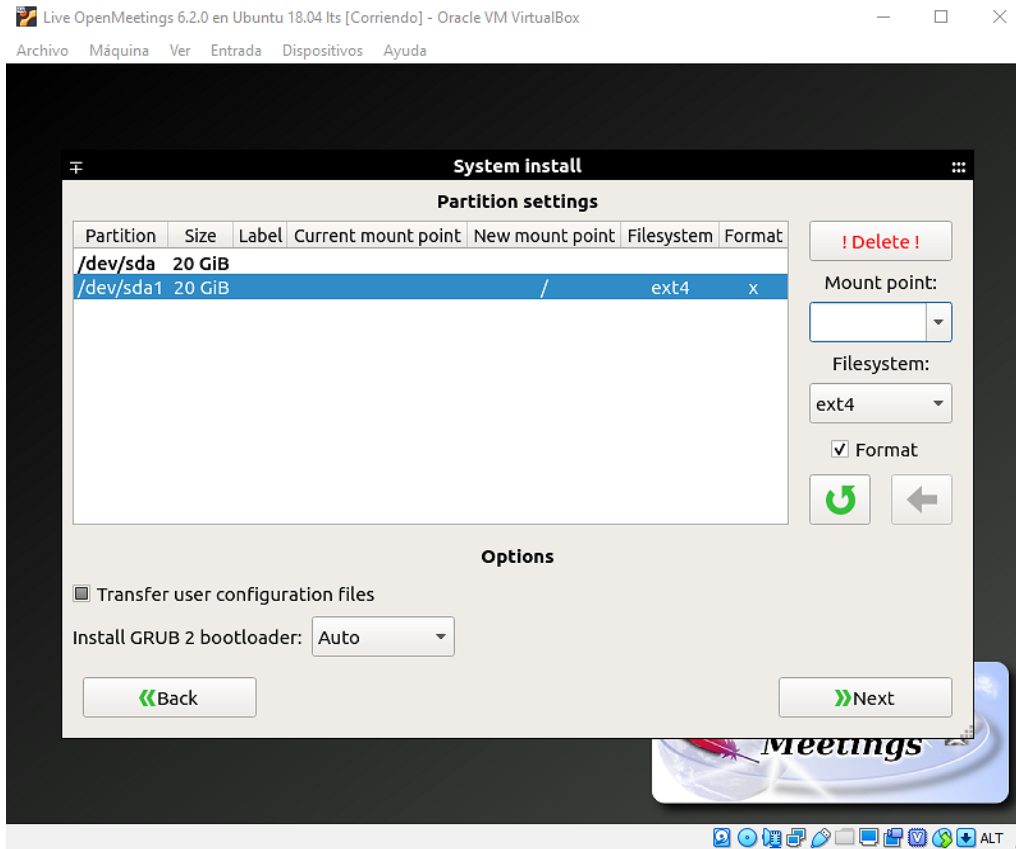 Live OpenMeetings 6.2.0 en Ubuntu 18.04 lts [Corriendo] - Oracle VM VirtualBox
Archivo Máquina Ver Entrada Dispositivos Ayuda
System install
Partition settings
Partition Size Label Current mount point New mount point Filesystem Format
/dev/sda 20 GiB
/dev/sda1 20 GiB / ext4 x
! Delete !
Mount point:
Filesystem:
ext4
Format
Options
Transfer user configuration files
Install GRUB 2 bootloader: Auto
Back
Next
Meetings
ALT